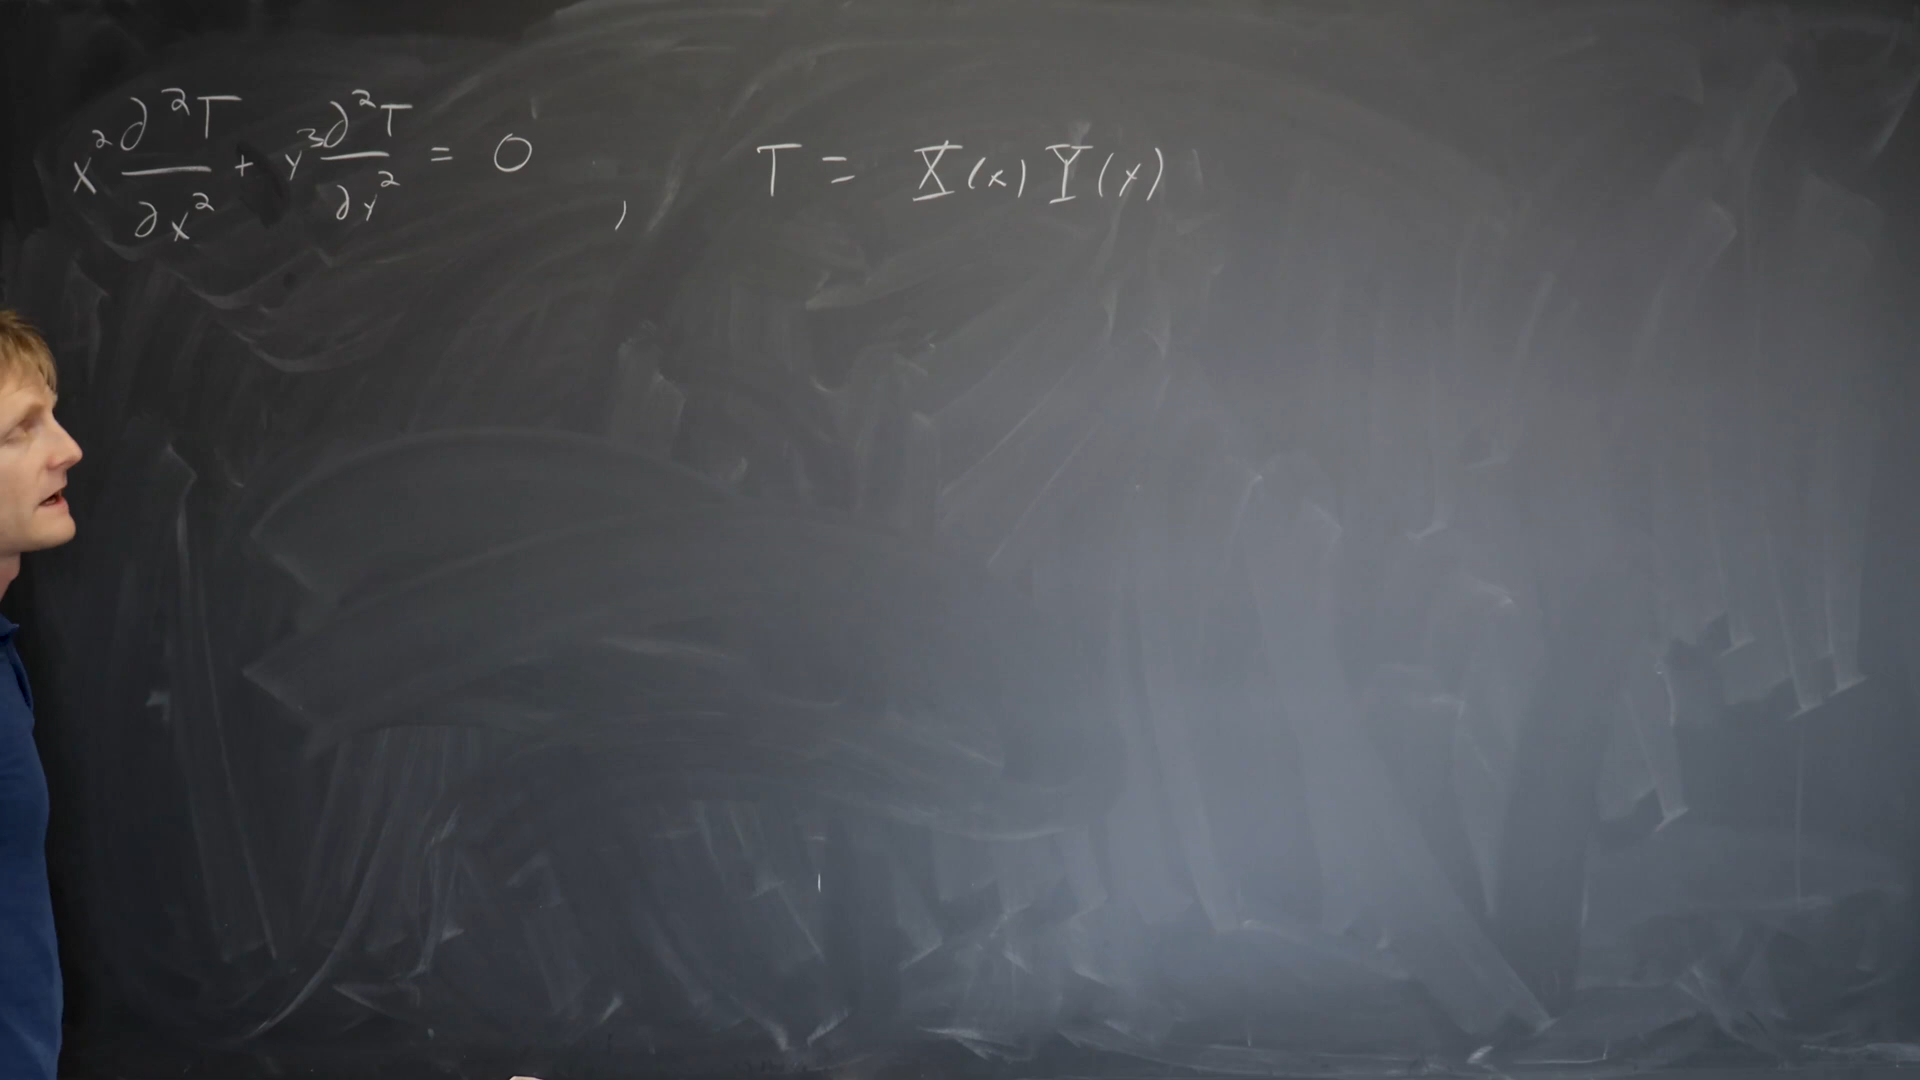 x² ∂²T/∂x² + y³ ∂²T/∂y² = 0 , T = X(x) Y(y)